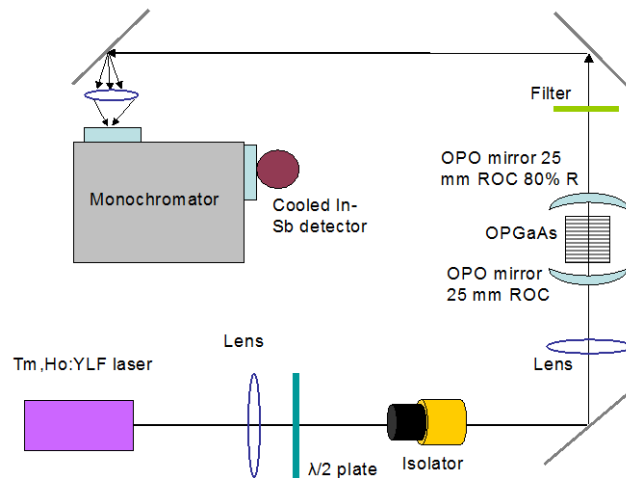 Filter
OPO mirror 25
mm ROC 80% R
Monochromator
Cooled In-
Sb detector
OPGaAs
OPO mirror
25 mm ROC
Lens
Lens
Tm,Ho:YLF laser
λ/2 plate
Isolator